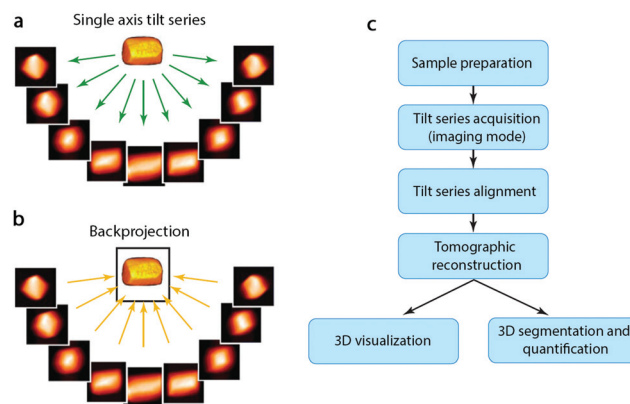 a
Single axis tilt series
b
Backprojection
c
Sample preparation
Tilt series acquisition
(imaging mode)
Tilt series alignment
Tomographic
reconstruction
3D visualization
3D segmentation and
quantification